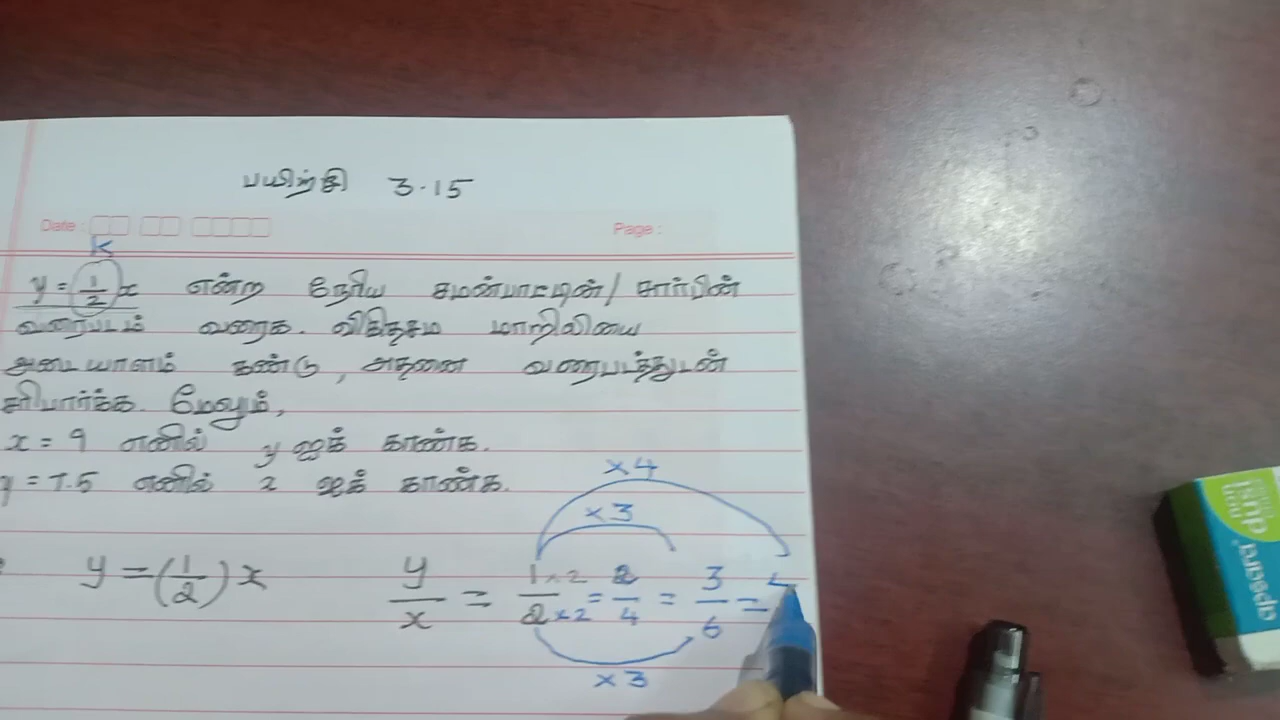 பயிற்சி 3.15
Date :
Page :
K
y = (1/2) x என்ற நேரிய சமன்பாட்டின் / சார்பின்
வரைபடம் வரைக. விகிதசம மாறிலியை
அடையாளம் கண்டு, அதனை வரைபடத்துடன்
சரிபார்க்க. மேலும்,
x = 9 எனில் y ஐக் காண்க.
y = 7.5 எனில் x ஐக் காண்க.
×4
×3
y = (1/2) x y/x = 1×2/2×2 = 2/4 = 3/6 = 4
×3
apsara